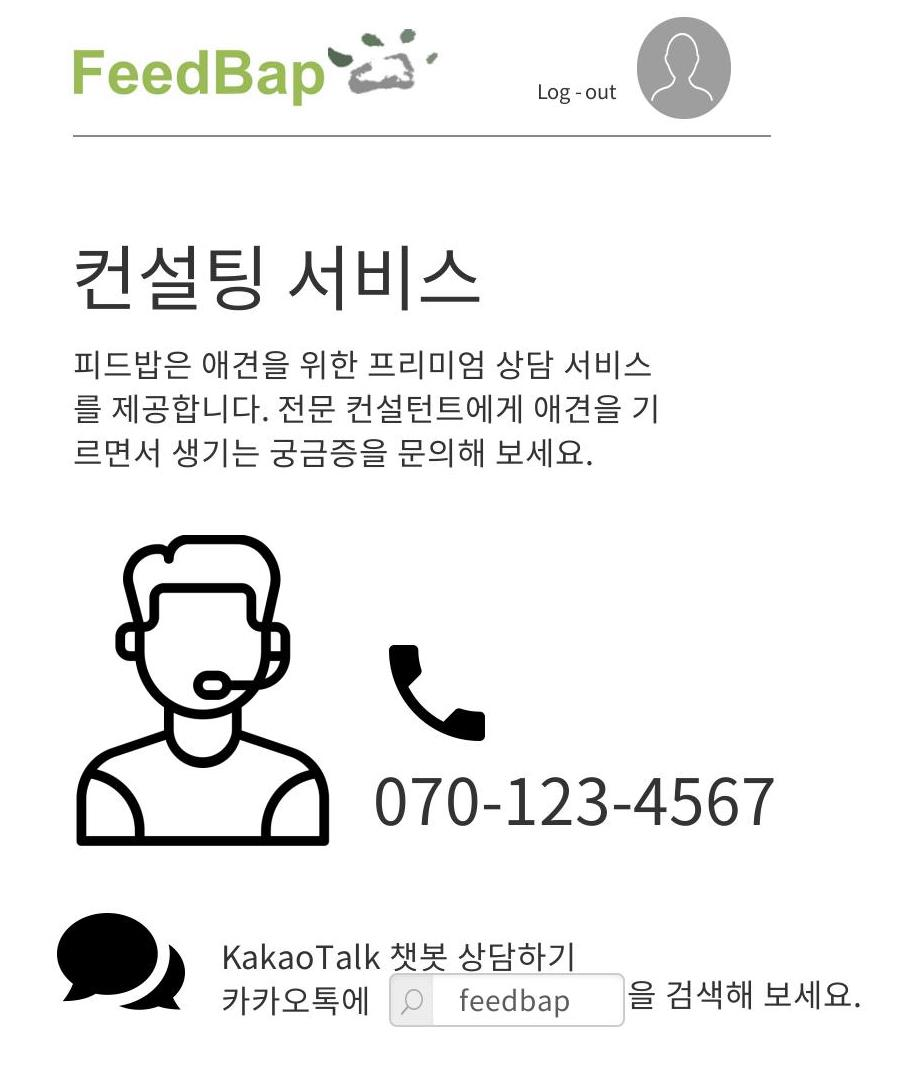 FeedBap
Log - out
컨설팅 서비스
피드밥은 애견을 위한 프리미엄 상담 서비스
를 제공합니다. 전문 컨설턴트에게 애견을 기
르면서 생기는 궁금증을 문의해 보세요.
070-123-4567
KakaoTalk 챗봇 상담하기
카카오톡에 feedbap 을 검색해 보세요.